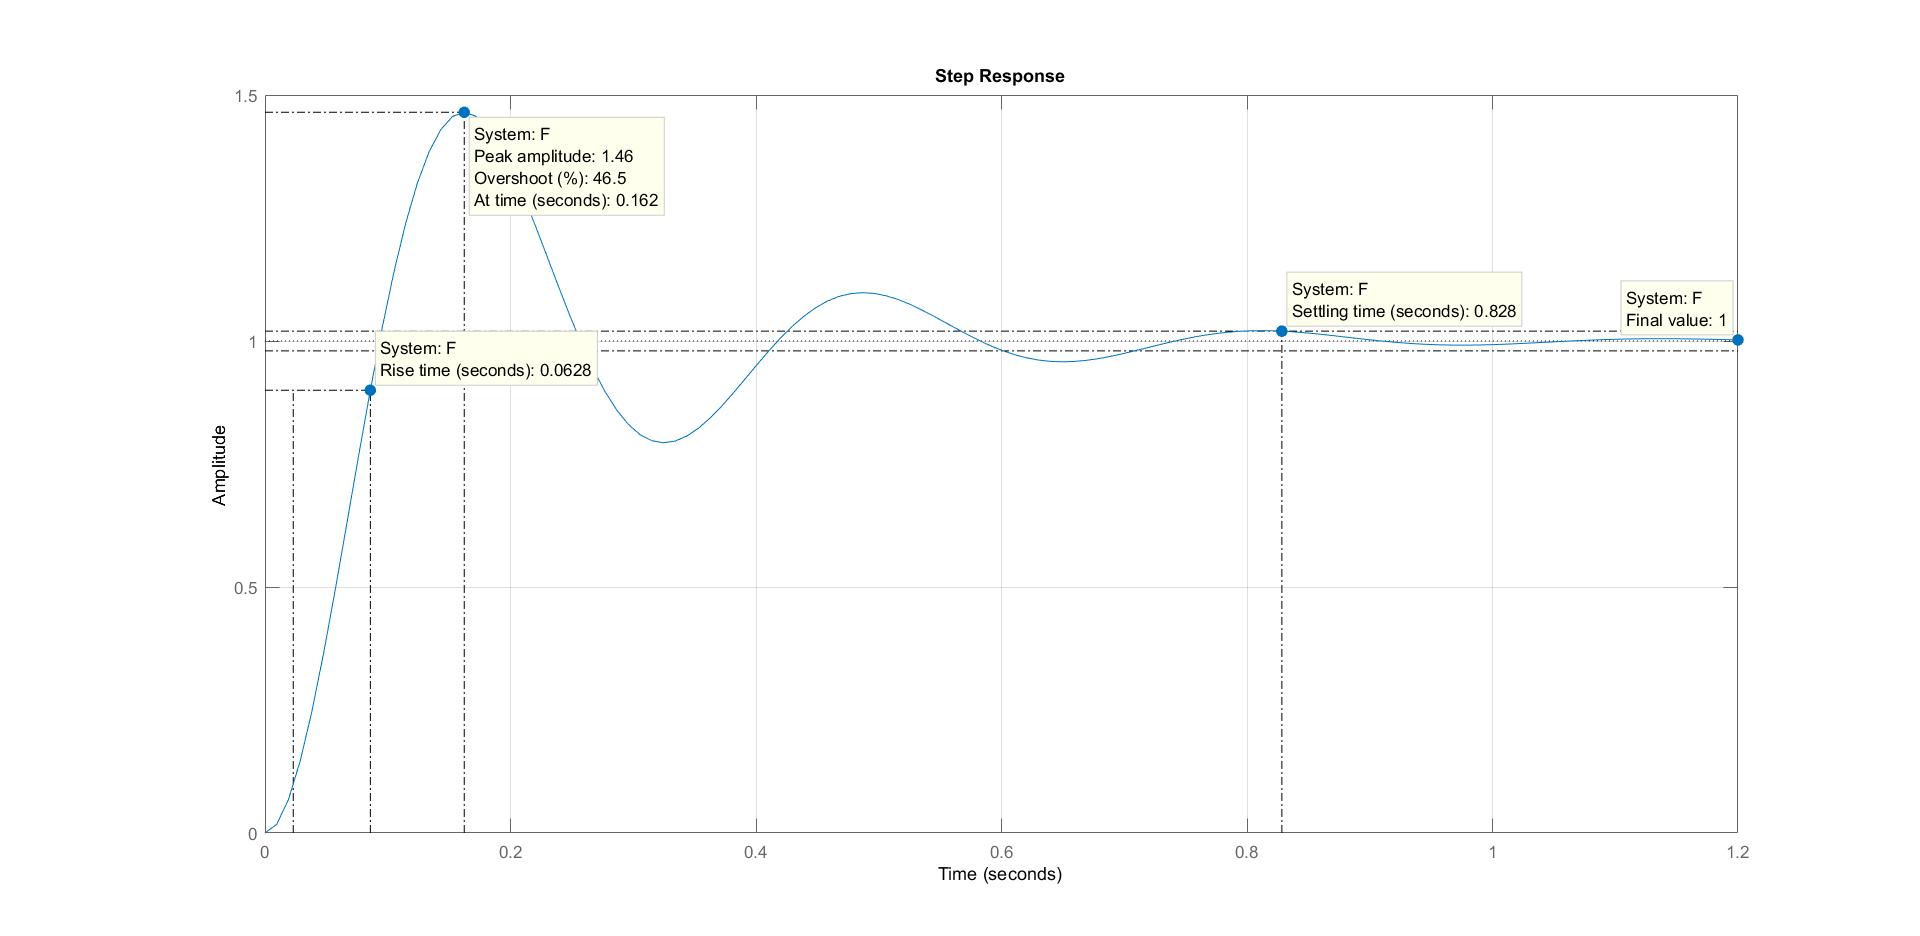 Step Response
1.5
System: F
Peak amplitude: 1.46
Overshoot (%): 46.5
At time (seconds): 0.162
System: F
Settling time (seconds): 0.828
System: F
Final value: 1
1
System: F
Rise time (seconds): 0.0628
Amplitude
0.5
0
0 0.2 0.4 0.6 0.8 1 1.2
Time (seconds)